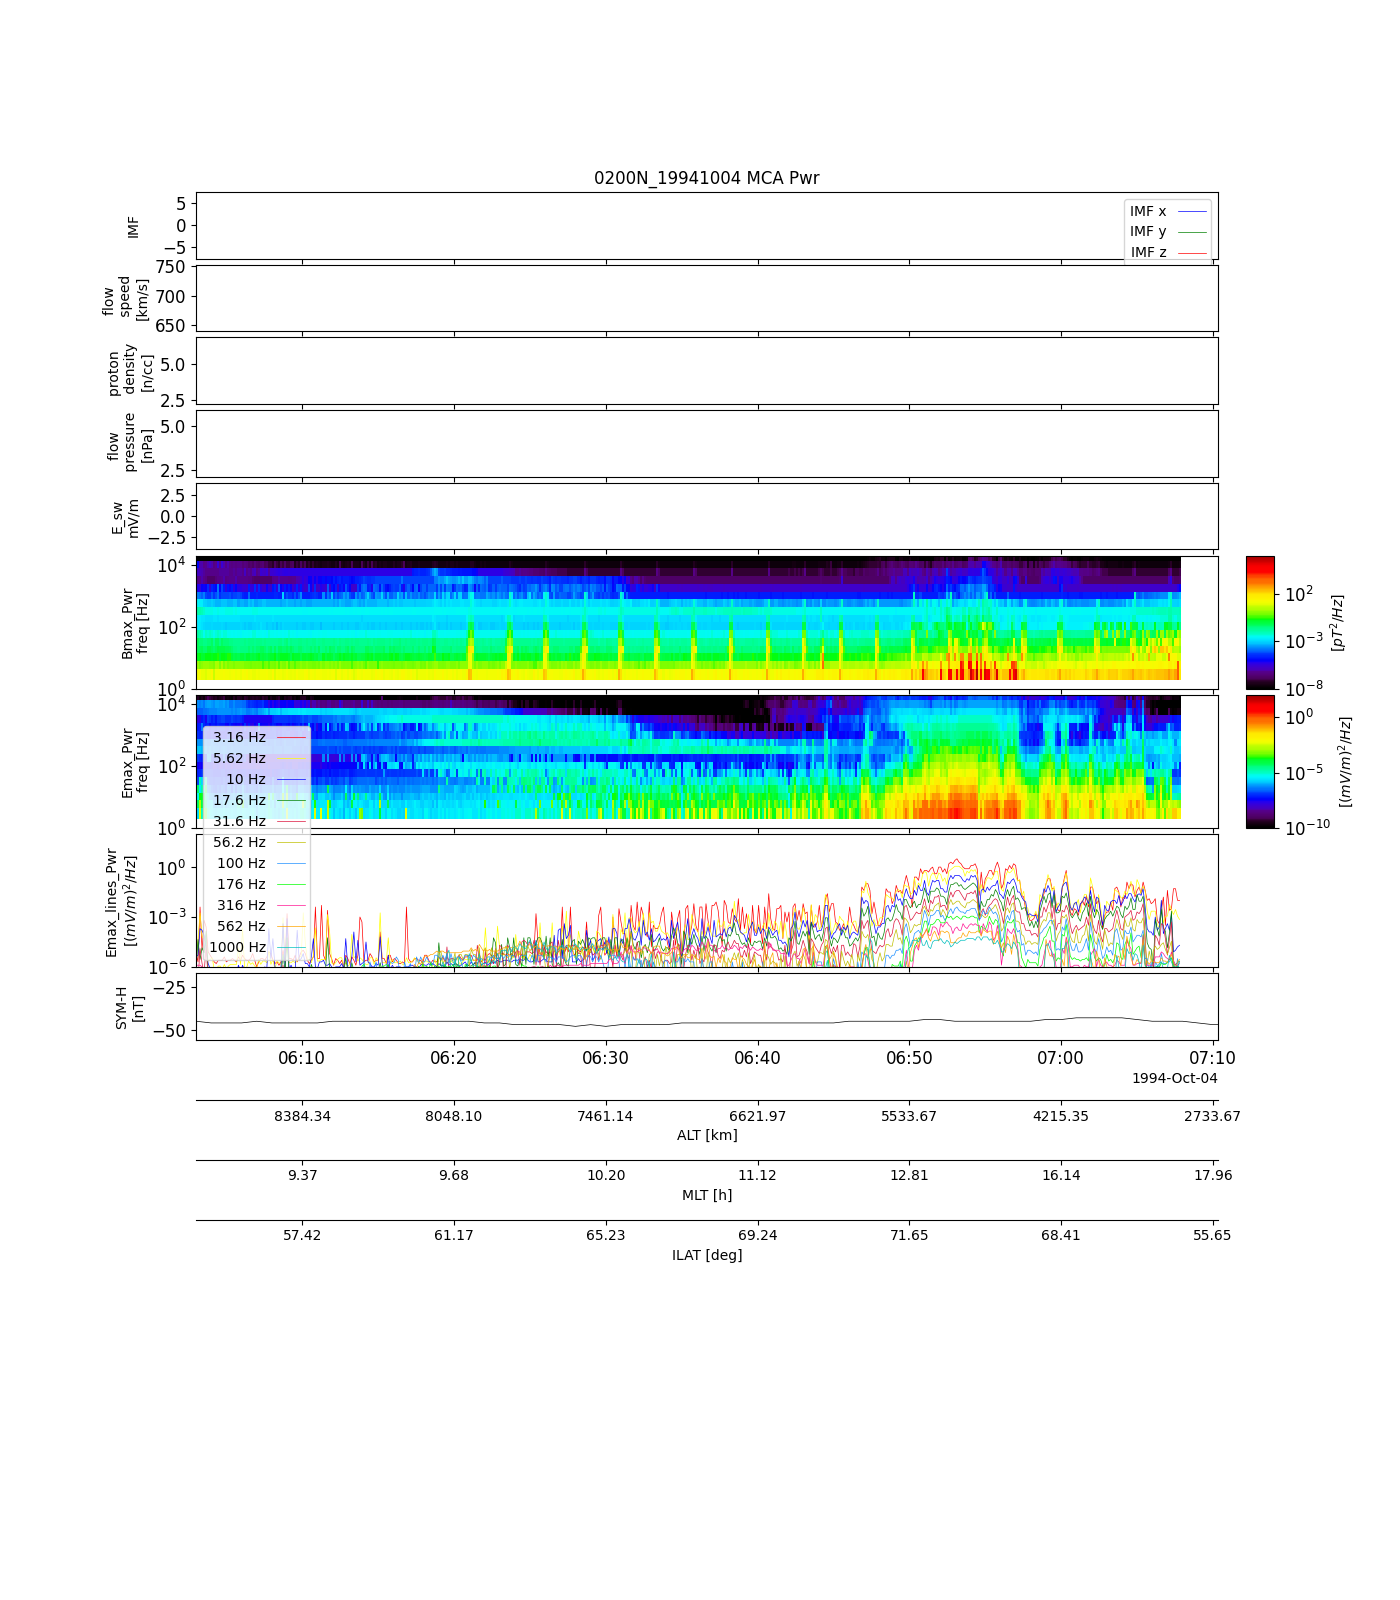 0200N_19941004 MCA Pwr
IMF
5
0
−5
IMF x
IMF y
IMF z
flow
speed
[km/s]
750
700
650
proton
density
[n/cc]
5.0
2.5
flow
pressure
[nPa]
5.0
2.5
E_sw
mV/m
2.5
0.0
−2.5
Bmax_Pwr
freq [Hz]
10^4
10^2
10^0
10^2
10^−3
10^−8
[pT^2/Hz]
Emax_Pwr
freq [Hz]
10^4
10^2
10^0
10^0
10^−5
10^−10
[(mV/m)^2/Hz]
3.16 Hz
5.62 Hz
10 Hz
17.6 Hz
31.6 Hz
56.2 Hz
100 Hz
176 Hz
316 Hz
562 Hz
1000 Hz
Emax_lines_Pwr
[(mV/m)^2/Hz]
10^0
10^−3
10^−6
SYM-H
[nT]
−25
−50
06:10 06:20 06:30 06:40 06:50 07:00 07:10
1994-Oct-04
8384.34 8048.10 7461.14 6621.97 5533.67 4215.35 2733.67
ALT [km]
9.37 9.68 10.20 11.12 12.81 16.14 17.96
MLT [h]
57.42 61.17 65.23 69.24 71.65 68.41 55.65
ILAT [deg]